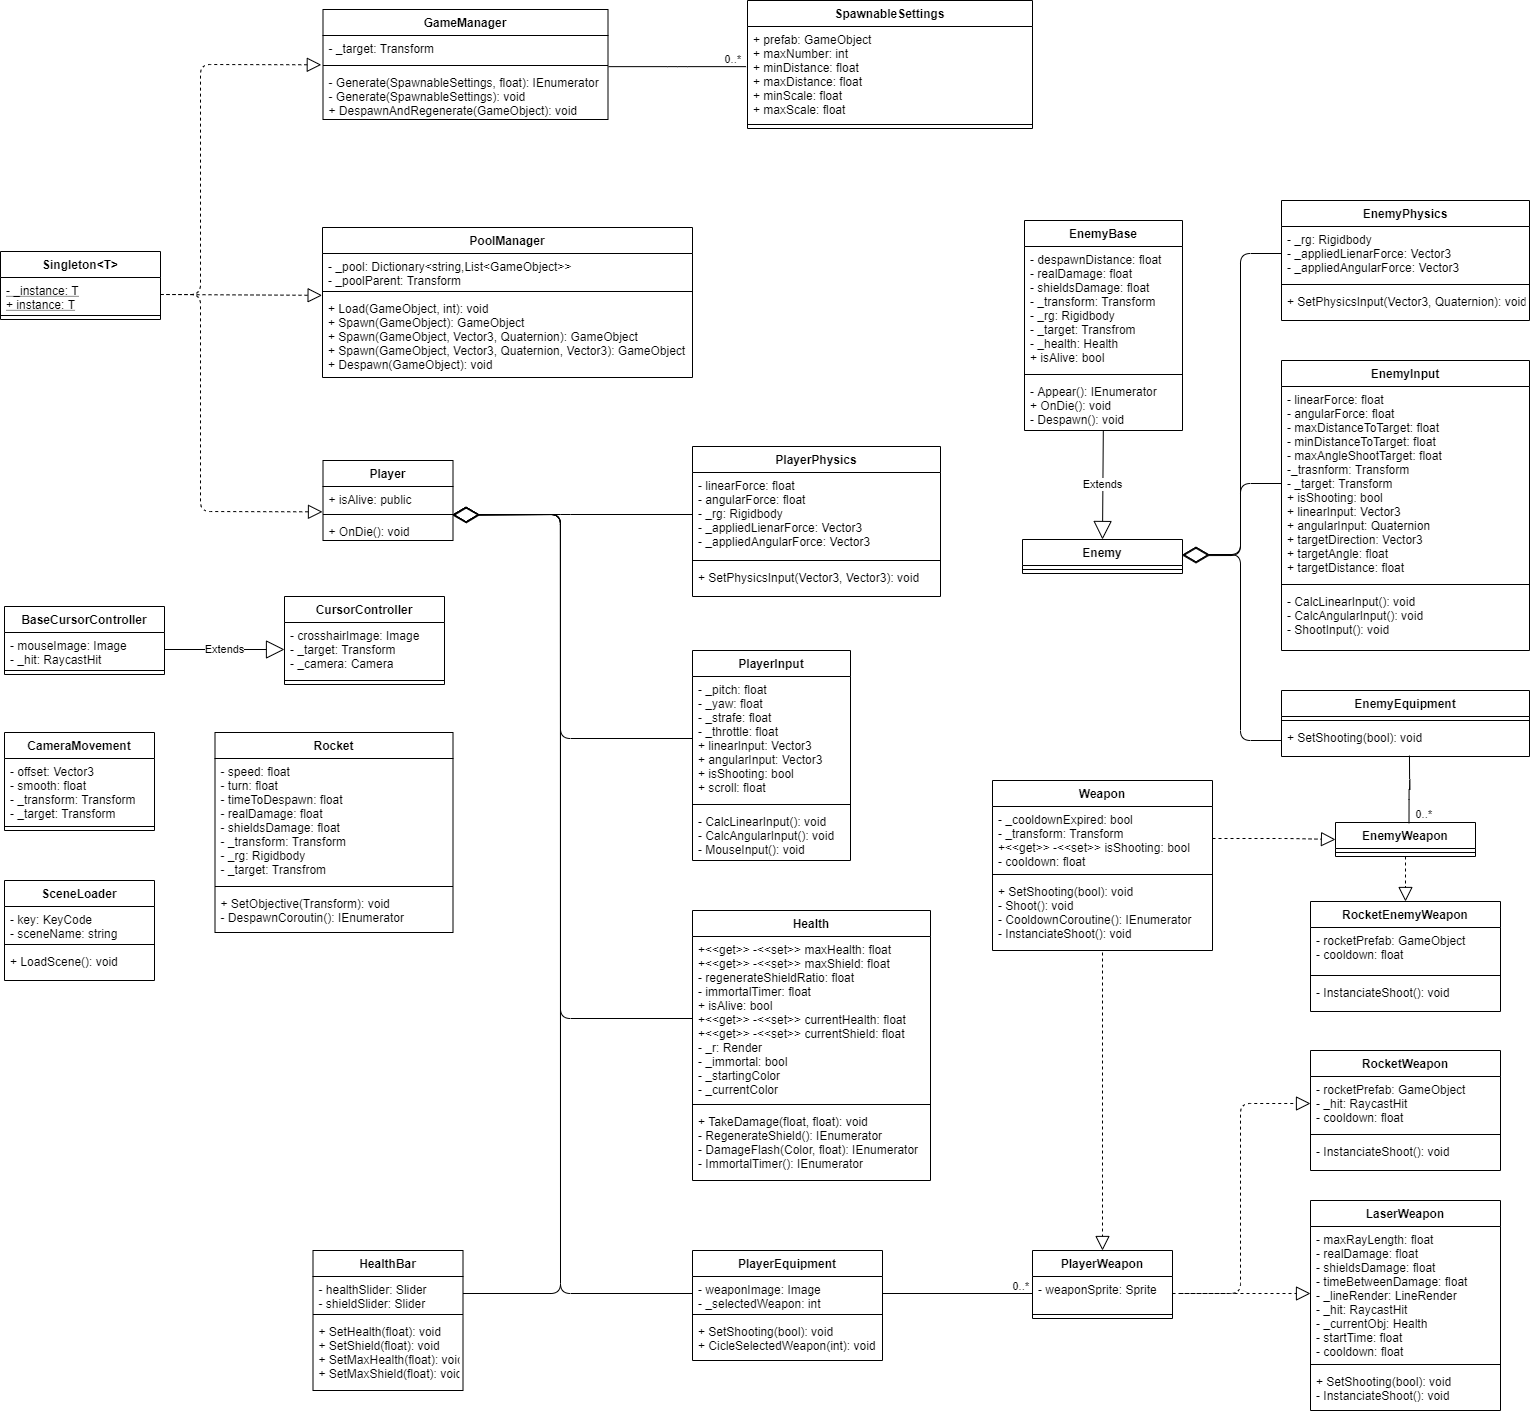 GameManager
- _target: Transform
- Generate(SpawnableSettings, float): IEnumerator
- Generate(SpawnableSettings): void
+ DespawnAndRegenerate(GameObject): void
0..*
SpawnableSettings
+ prefab: GameObject
+ maxNumber: int
+ minDistance: float
+ maxDistance: float
+ minScale: float
+ maxScale: float
Singleton<T>
- _instance: T
+ instance: T
PoolManager
- _pool: Dictionary<string,List<GameObject>>
- _poolParent: Transform
+ Load(GameObject, int): void
+ Spawn(GameObject): GameObject
+ Spawn(GameObject, Vector3, Quaternion): GameObject
+ Spawn(GameObject, Vector3, Quaternion, Vector3): GameObject
+ Despawn(GameObject): void
EnemyBase
- despawnDistance: float
- realDamage: float
- shieldsDamage: float
- _transform: Transform
- _rg: Rigidbody
- _target: Transfrom
- _health: Health
+ isAlive: bool
- Appear(): IEnumerator
+ OnDie(): void
- Despawn(): void
Extends
Enemy
EnemyPhysics
- _rg: Rigidbody
- _appliedLienarForce: Vector3
- _appliedAngularForce: Vector3
+ SetPhysicsInput(Vector3, Quaternion): void
EnemyInput
- linearForce: float
- angularForce: float
- maxDistanceToTarget: float
- minDistanceToTarget: float
- maxAngleShootTarget: float
-_trasnform: Transform
- _target: Transform
+ isShooting: bool
+ linearInput: Vector3
+ angularInput: Quaternion
+ targetDirection: Vector3
+ targetAngle: float
+ targetDistance: float
- CalcLinearInput(): void
- CalcAngularInput(): void
- ShootInput(): void
EnemyEquipment
+ SetShooting(bool): void
0..*
EnemyWeapon
Player
+ isAlive: public
+ OnDie(): void
PlayerPhysics
- linearForce: float
- angularForce: float
- _rg: Rigidbody
- _appliedLienarForce: Vector3
- _appliedAngularForce: Vector3
+ SetPhysicsInput(Vector3, Vector3): void
BaseCursorController
- mouseImage: Image
- _hit: RaycastHit
Extends
CursorController
- crosshairImage: Image
- _target: Transform
- _camera: Camera
PlayerInput
- _pitch: float
- _yaw: float
- _strafe: float
- _throttle: float
+ linearInput: Vector3
+ angularInput: Vector3
+ isShooting: bool
+ scroll: float
- CalcLinearInput(): void
- CalcAngularInput(): void
- MouseInput(): void
CameraMovement
- offset: Vector3
- smooth: float
- _transform: Transform
- _target: Transform
Rocket
- speed: float
- turn: float
- timeToDespawn: float
- realDamage: float
- shieldsDamage: float
- _transform: Transform
- _rg: Rigidbody
- _target: Transfrom
+ SetObjective(Transform): void
- DespawnCoroutin(): IEnumerator
SceneLoader
- key: KeyCode
- sceneName: string
+ LoadScene(): void
Weapon
- _cooldownExpired: bool
- _transform: Transform
+<<get>> -<<set>> isShooting: bool
- cooldown: float
+ SetShooting(bool): void
- Shoot(): void
- CooldownCoroutine(): IEnumerator
- InstanciateShoot(): void
RocketEnemyWeapon
- rocketPrefab: GameObject
- cooldown: float
- InstanciateShoot(): void
Health
+<<get>> -<<set>> maxHealth: float
+<<get>> -<<set>> maxShield: float
- regenerateShieldRatio: float
- immortalTimer: float
+ isAlive: bool
+<<get>> -<<set>> currentHealth: float
+<<get>> -<<set>> currentShield: float
- _r: Render
- _immortal: bool
- _startingColor
- _currentColor
+ TakeDamage(float, float): void
- RegenerateShield(): IEnumerator
- DamageFlash(Color, float): IEnumerator
- ImmortalTimer(): IEnumerator
RocketWeapon
- rocketPrefab: GameObject
- _hit: RaycastHit
- cooldown: float
- InstanciateShoot(): void
HealthBar
- healthSlider: Slider
- shieldSlider: Slider
+ SetHealth(float): void
+ SetShield(float): void
+ SetMaxHealth(float): void
+ SetMaxShield(float): void
PlayerEquipment
- weaponImage: Image
- _selectedWeapon: int
+ SetShooting(bool): void
+ CicleSelectedWeapon(int): void
0..*
PlayerWeapon
- weaponSprite: Sprite
LaserWeapon
- maxRayLength: float
- realDamage: float
- shieldsDamage: float
- timeBetweenDamage: float
- _lineRender: LineRender
- _hit: RaycastHit
- _currentObj: Health
- startTime: float
- cooldown: float
+ SetShooting(bool): void
- InstanciateShoot(): void